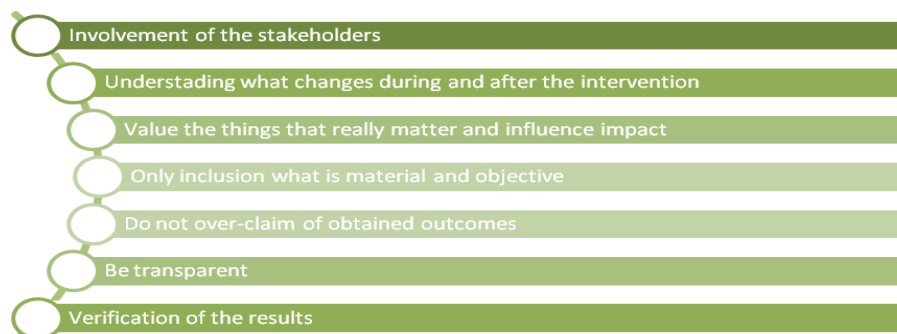 Involvement of the stakeholders
Understading what changes during and after the intervention
Value the things that really matter and influence impact
Only inclusion what is material and objective
Do not over-claim of obtained outcomes
Be transparent
Verification of the results